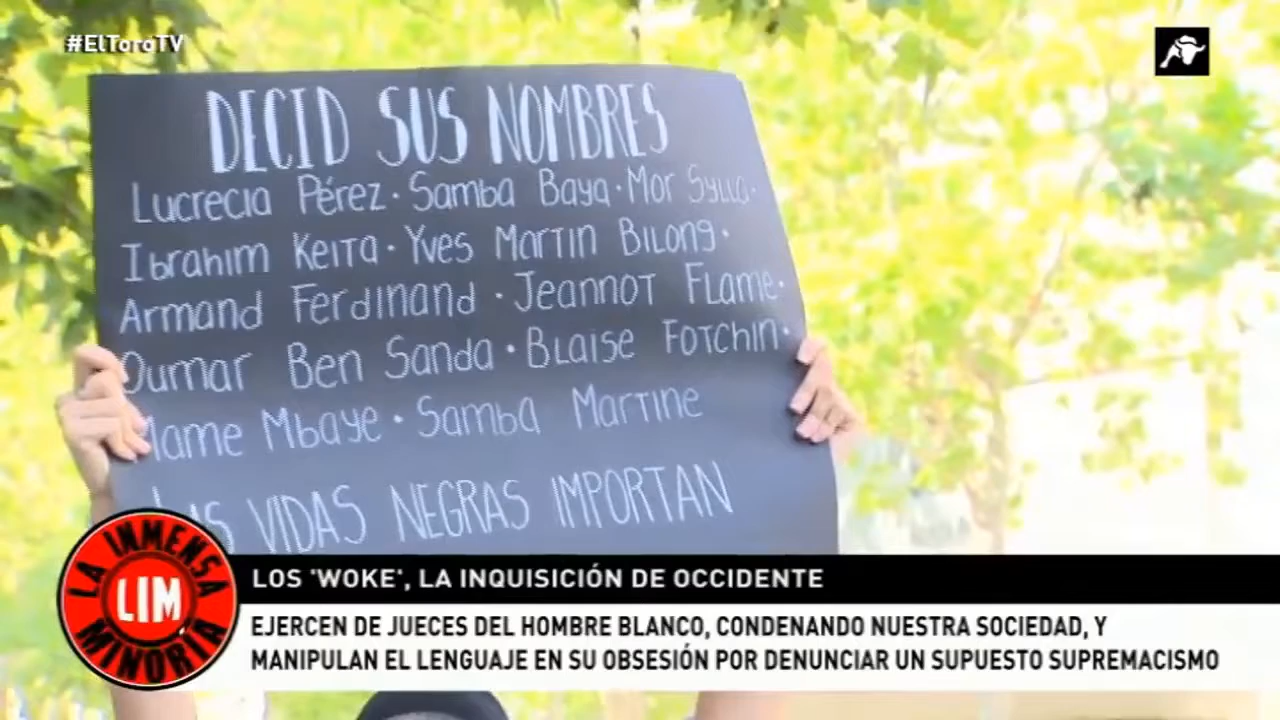 #ElToroTV
DECID SUS NOMBRES
Lucrecia Pérez · Samba Baya · Mor Sylla ·
Ibrahim Keita · Yves Martin Bilong ·
Armand Ferdinand · Jeannot Flame ·
Oumar Ben Sanda · Blaise Fotchin ·
Mame Mbaye · Samba Martine
LAS VIDAS NEGRAS IMPORTAN
LA INMENSA
LIM,
MINORÍA
LOS 'WOKE', LA INQUISICIÓN DE OCCIDENTE
EJERCEN DE JUECES DEL HOMBRE BLANCO, CONDENANDO NUESTRA SOCIEDAD, Y
MANIPULAN EL LENGUAJE EN SU OBSESIÓN POR DENUNCIAR UN SUPUESTO SUPREMACISMO